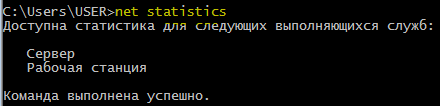 C:\Users\USER>net statistics
Доступна статистика для следующих выполняющихся служб:
Сервер
Рабочая станция
Команда выполнена успешно.